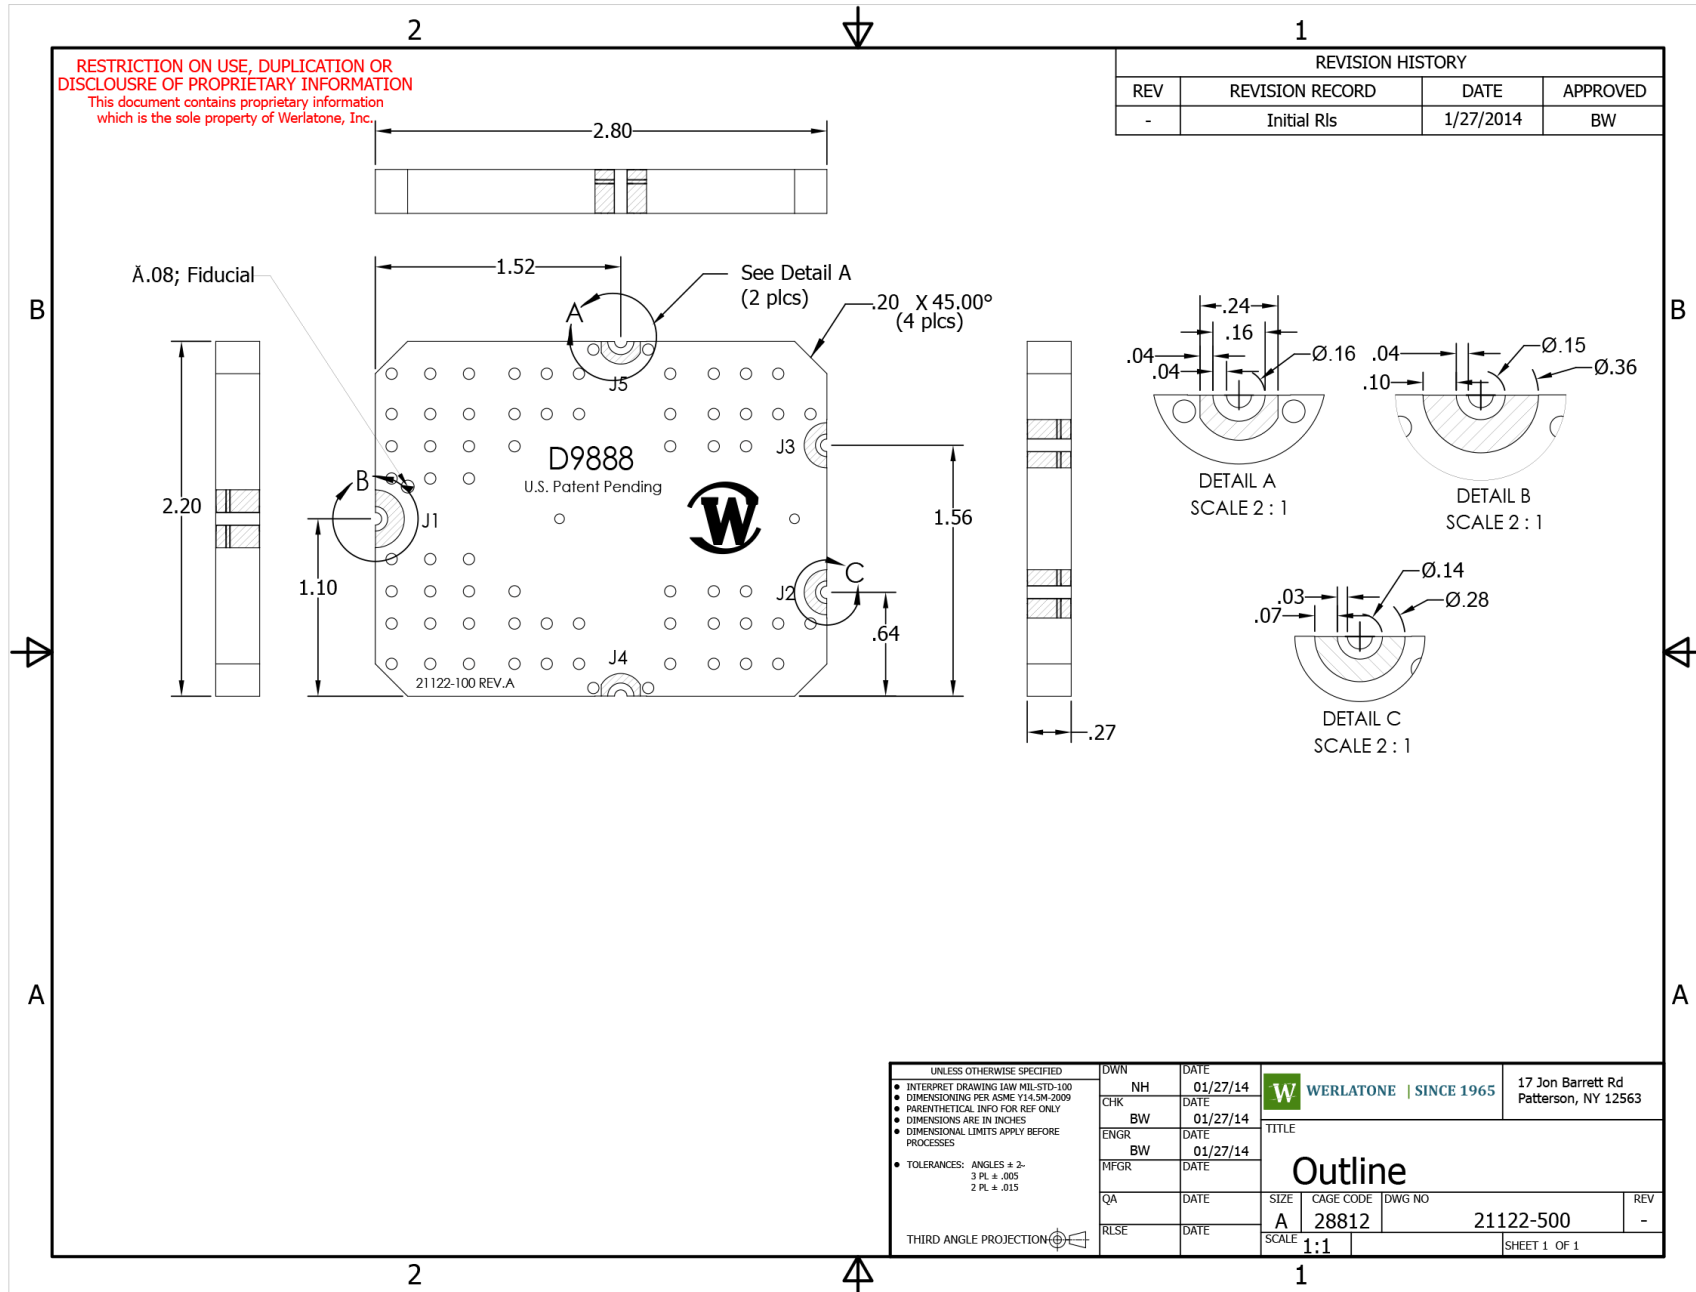 2
1
RESTRICTION ON USE, DUPLICATION OR
DISCLOUSRE OF PROPRIETARY INFORMATION
This document contains proprietary information
which is the sole property of Werlatone, Inc.
REVISION HISTORY
REV REVISION RECORD DATE APPROVED
- Initial Rls 1/27/2014 BW
2.80
Ă.08; Fiducial
1.52
See Detail A
(2 plcs)
.20 X 45.00°
(4 plcs)
B
B
A
J5
J3
D9888
U.S. Patent Pending
W
B
J1
C
J2
J4
21122-100 REV.A
2.20
1.10
1.56
.64
.27
.24
.16
.04
.04
Ø.16
DETAIL A
SCALE 2 : 1
.04
.10
Ø.15
Ø.36
DETAIL B
SCALE 2 : 1
.03
.07
Ø.14
Ø.28
DETAIL C
SCALE 2 : 1
A
A
UNLESS OTHERWISE SPECIFIED
• INTERPRET DRAWING IAW MIL-STD-100
• DIMENSIONING PER ASME Y14.5M-2009
• PARENTHETICAL INFO FOR REF ONLY
• DIMENSIONS ARE IN INCHES
• DIMENSIONAL LIMITS APPLY BEFORE
PROCESSES
• TOLERANCES: ANGLES ± 2~
3 PL ± .005
2 PL ± .015
THIRD ANGLE PROJECTION
DWN DATE
NH 01/27/14
CHK DATE
BW 01/27/14
ENGR DATE
BW 01/27/14
MFGR DATE
QA DATE
RLSE DATE
W WERLATONE | SINCE 1965
17 Jon Barrett Rd
Patterson, NY 12563
TITLE
Outline
SIZE CAGE CODE DWG NO REV
A 28812 21122-500 -
SCALE 1:1 SHEET 1 OF 1
2
1